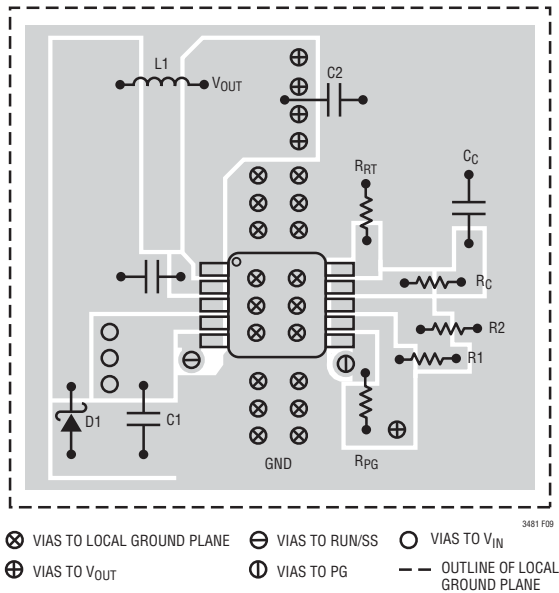 L1
VOUT
C2
RRT
CC
RC
R2
R1
D1
C1
GND
RPG
3481 F09
VIAS TO LOCAL GROUND PLANE
VIAS TO RUN/SS
VIAS TO VIN
VIAS TO VOUT
VIAS TO PG
OUTLINE OF LOCAL
GROUND PLANE